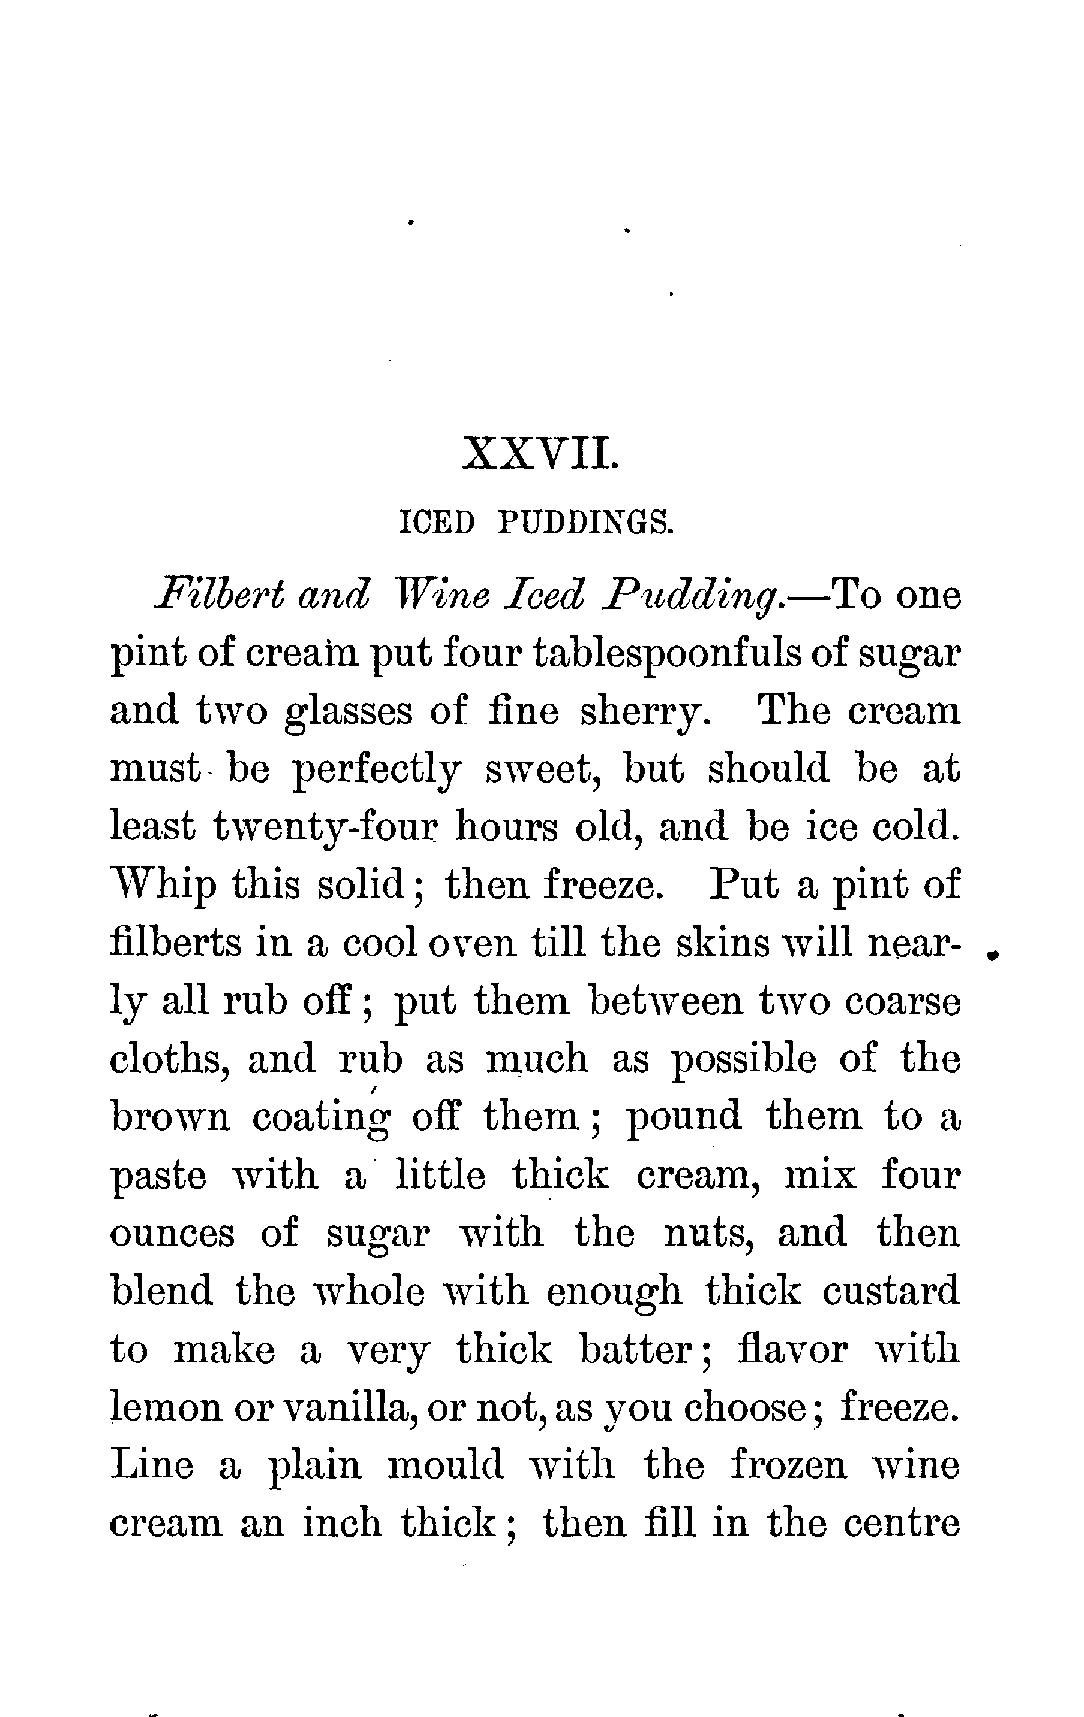 XXVII.
ICED PUDDINGS.
Filbert and Wine Iced Pudding.—To one
pint of cream put four tablespoonfuls of sugar
and two glasses of fine sherry. The cream
must be perfectly sweet, but should be at
least twenty-four hours old, and be ice cold.
Whip this solid; then freeze. Put a pint of
filberts in a cool oven till the skins will near-
ly all rub off; put them between two coarse
cloths, and rub as much as possible of the
brown coating off them; pound them to a
paste with a little thick cream, mix four
ounces of sugar with the nuts, and then
blend the whole with enough thick custard
to make a very thick batter; flavor with
lemon or vanilla, or not, as you choose; freeze.
Line a plain mould with the frozen wine
cream an inch thick; then fill in the centre